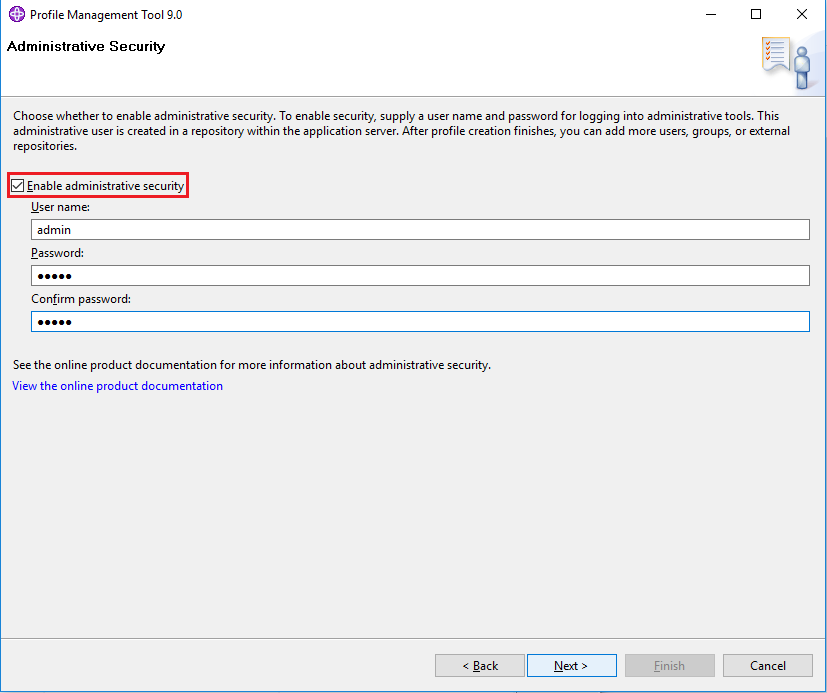 Profile Management Tool 9.0
Administrative Security
Choose whether to enable administrative security. To enable security, supply a user name and password for logging into administrative tools. This
administrative user is created in a repository within the application server. After profile creation finishes, you can add more users, groups, or external
repositories.
Enable administrative security
User name:
admin
Password:
●●●●●
Confirm password:
●●●●●
See the online product documentation for more information about administrative security.
View the online product documentation
< Back Next > Finish Cancel